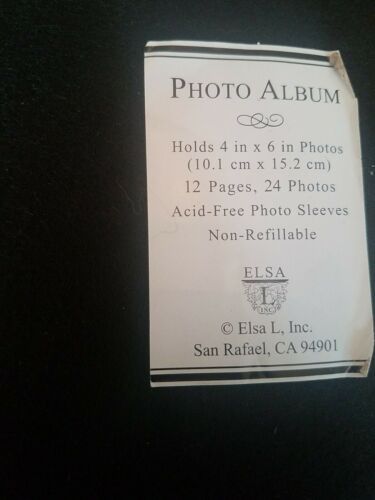 PHOTO ALBUM
Holds 4 in x 6 in Photos
(10.1 cm x 15.2 cm)
12 Pages, 24 Photos
Acid-Free Photo Sleeves
Non-Refillable
ELSA
L
INC
© Elsa L, Inc.
San Rafael, CA 94901